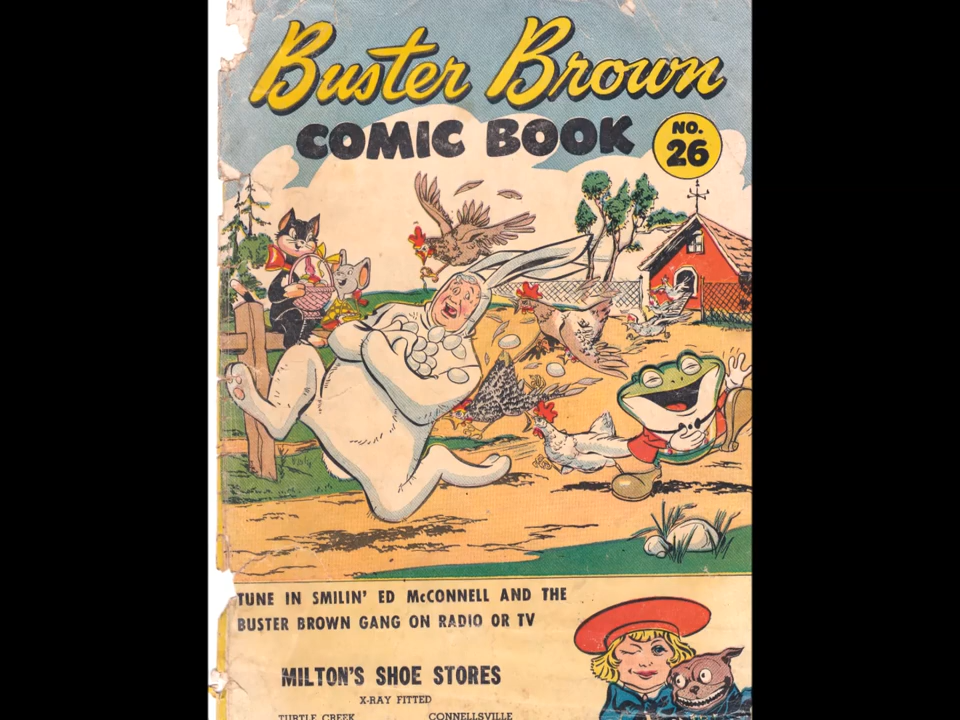 Buster Brown
COMIC BOOK
NO.
26
TUNE IN SMILIN' ED McCONNELL AND THE
BUSTER BROWN GANG ON RADIO OR TV
MILTON'S SHOE STORES
X-RAY FITTED
TURTLE CREEK CONNELLSVILLE